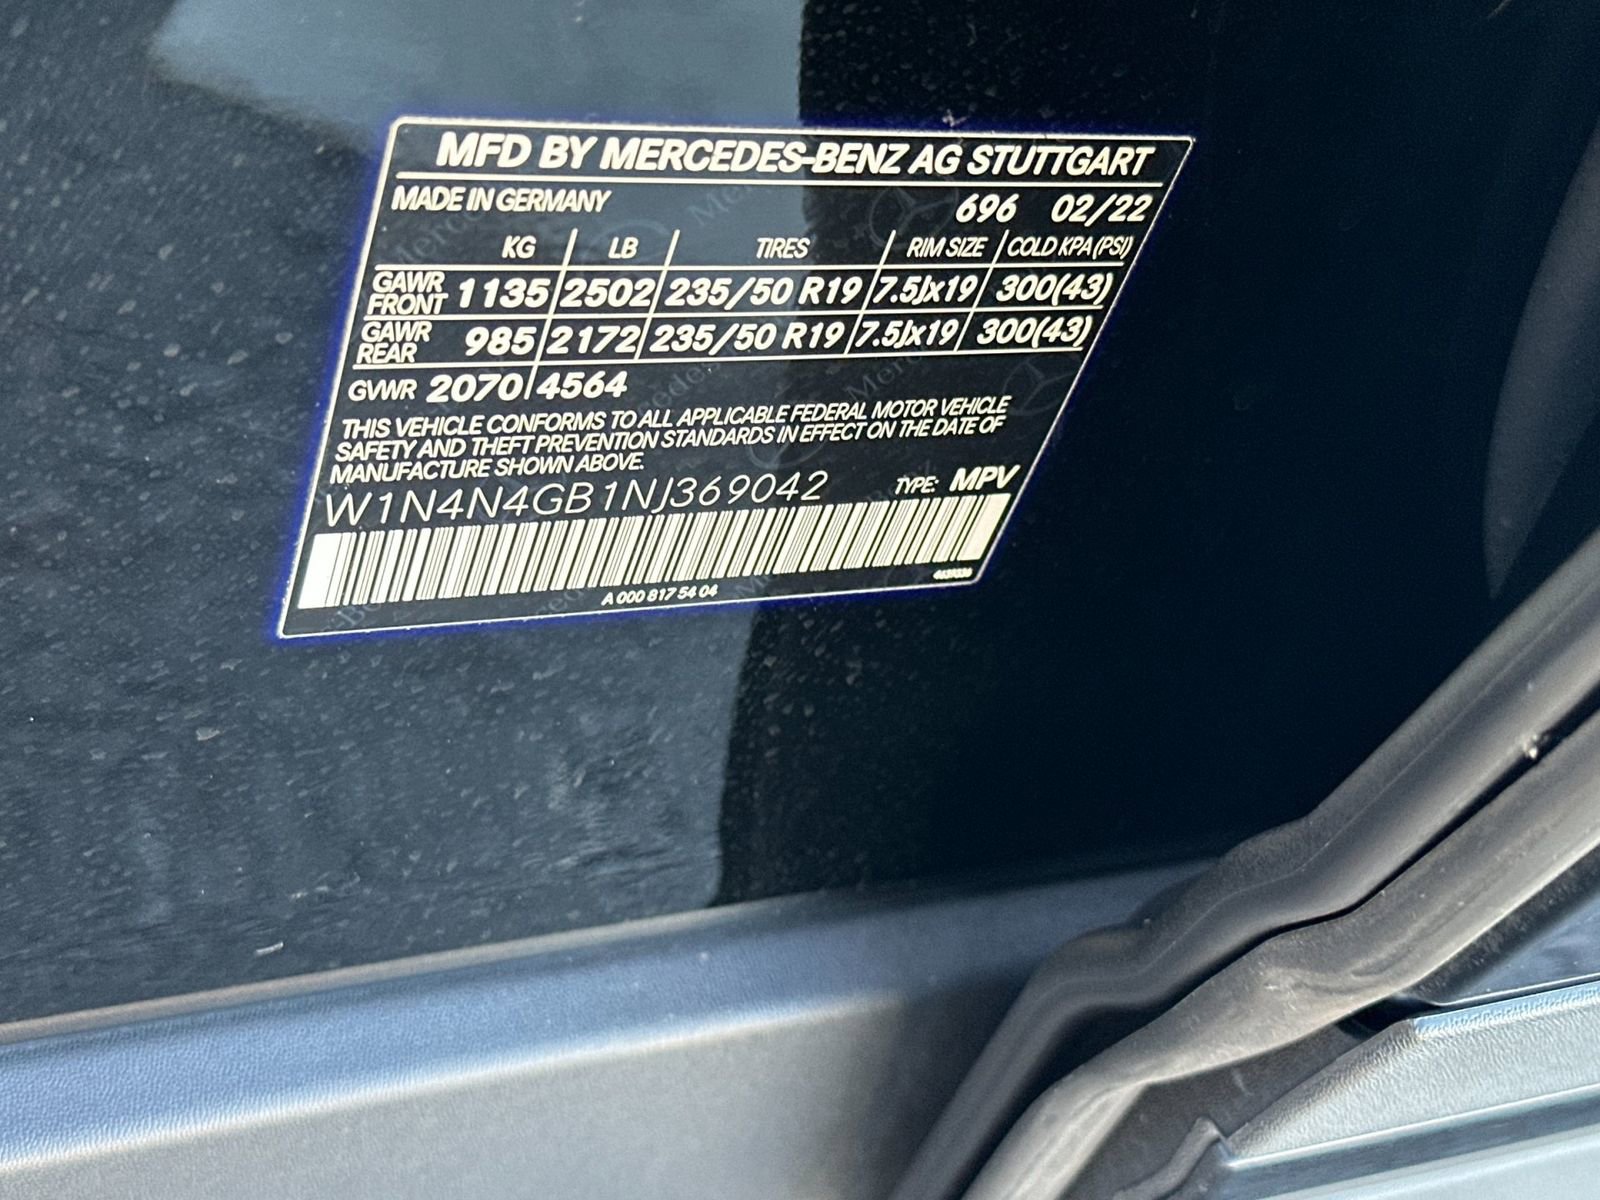 MFD BY MERCEDES-BENZ AG STUTTGART
MADE IN GERMANY 696 02/22
KG LB TIRES RIM SIZE COLD KPA (PSI)
GAWR FRONT 1135 2502 235/50 R19 7.5Jx19 300(43)
GAWR REAR 985 2172 235/50 R19 7.5Jx19 300(43)
GVWR 2070 4564
THIS VEHICLE CONFORMS TO ALL APPLICABLE FEDERAL MOTOR VEHICLE
SAFETY AND THEFT PREVENTION STANDARDS IN EFFECT ON THE DATE OF
MANUFACTURE SHOWN ABOVE.
W1N4N4GB1NJ369042 TYPE: MPV
A 000 817 54 04